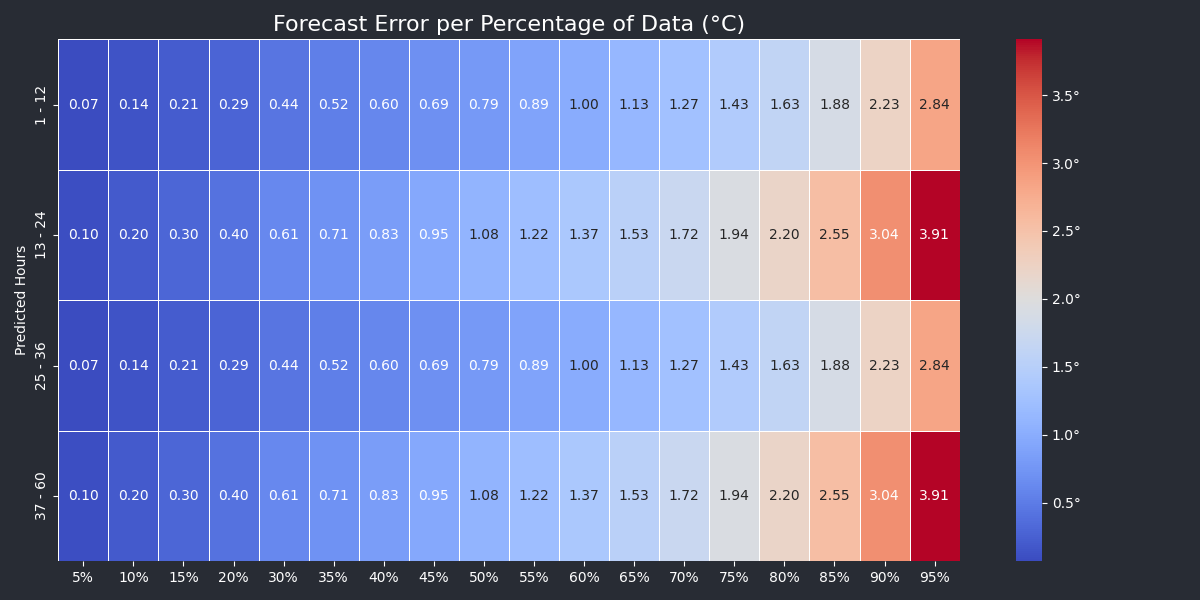 Forecast Error per Percentage of Data (°C)
Predicted Hours
1 - 12
0.07 0.14 0.21 0.29 0.44 0.52 0.60 0.69 0.79 0.89 1.00 1.13 1.27 1.43 1.63 1.88 2.23 2.84
13 - 24
0.10 0.20 0.30 0.40 0.61 0.71 0.83 0.95 1.08 1.22 1.37 1.53 1.72 1.94 2.20 2.55 3.04 3.91
25 - 36
0.07 0.14 0.21 0.29 0.44 0.52 0.60 0.69 0.79 0.89 1.00 1.13 1.27 1.43 1.63 1.88 2.23 2.84
37 - 60
0.10 0.20 0.30 0.40 0.61 0.71 0.83 0.95 1.08 1.22 1.37 1.53 1.72 1.94 2.20 2.55 3.04 3.91
5% 10% 15% 20% 30% 35% 40% 45% 50% 55% 60% 65% 70% 75% 80% 85% 90% 95%
3.5°
3.0°
2.5°
2.0°
1.5°
1.0°
0.5°